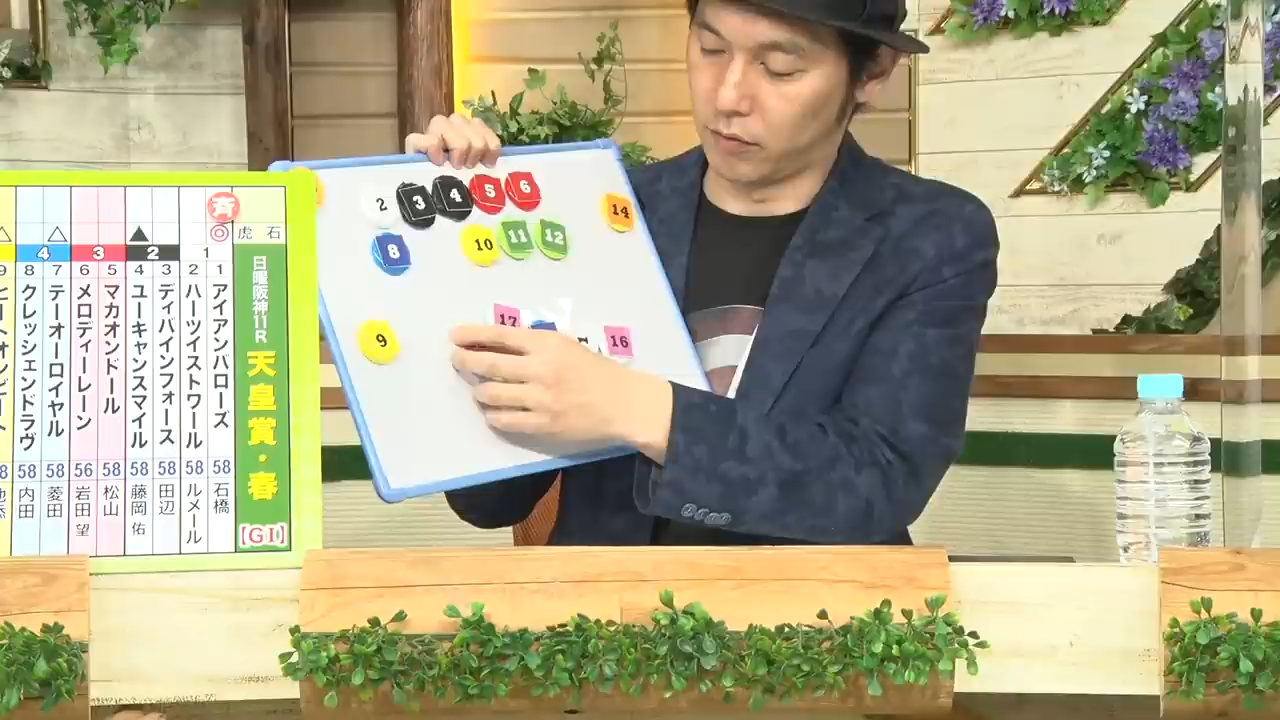 日曜阪神11R
天皇賞・春
【GI】
虎石
斉
◎
1
1 アイアンバローズ 58 石橋
2 ハーツイストワール 58 ルメール
▲
2
3 ディバインフォース 58 田辺
4 ユーキャンスマイル 58 藤岡佑
3
5 マカオンドール 58 松山
6 メロディーレーン 56 岩田望
△
4
7 テーオーロイヤル 58 菱田
8 クレッシェンドラヴ 58 内田
△
9
2 3 4 5 6
14
8 10 11 12
17
9 16